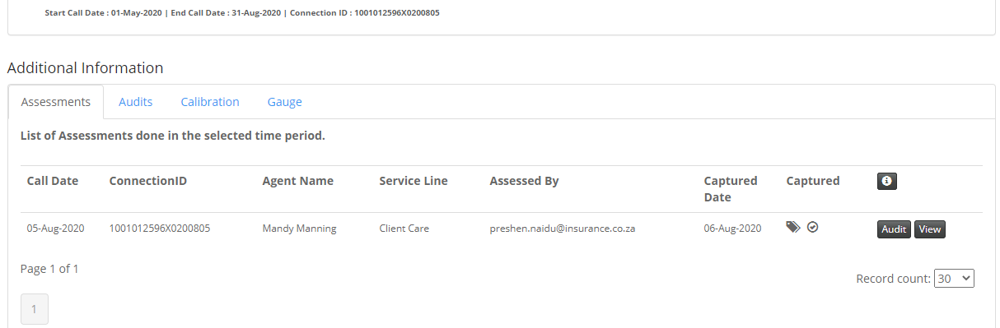 Start Call Date : 01-May-2020 | End Call Date : 31-Aug-2020 | Connection ID : 1001012596X0200805
Additional Information
Assessments Audits Calibration Gauge
List of Assessments done in the selected time period.
Call Date ConnectionID Agent Name Service Line Assessed By Captured Date Captured
05-Aug-2020 1001012596X0200805 Mandy Manning Client Care preshen.naidu@insurance.co.za 06-Aug-2020 Audit View
Page 1 of 1
Record count: 30
1